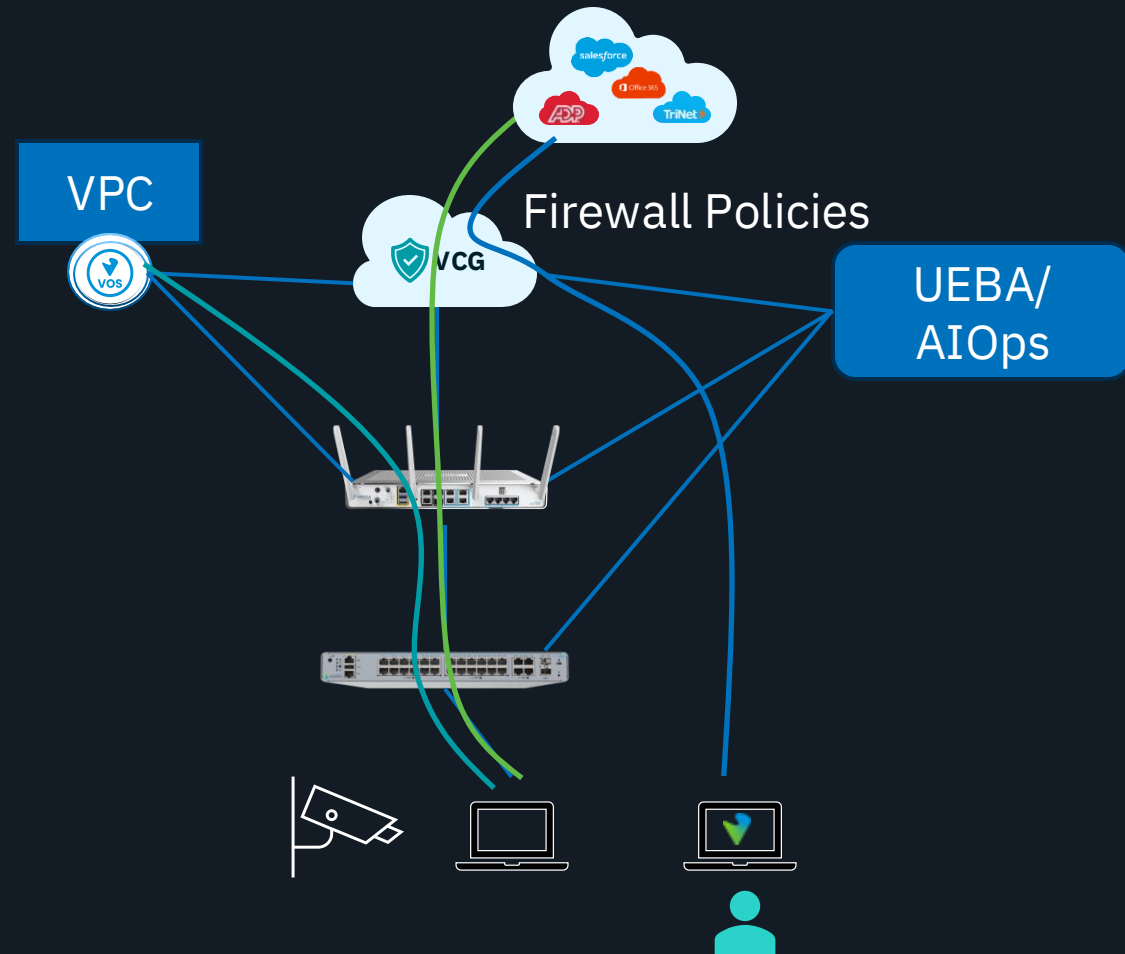 salesforce
Office 365
ADP
TriNet
VPC
Firewall Policies
VCG
VOS
UEBA/
AIOps